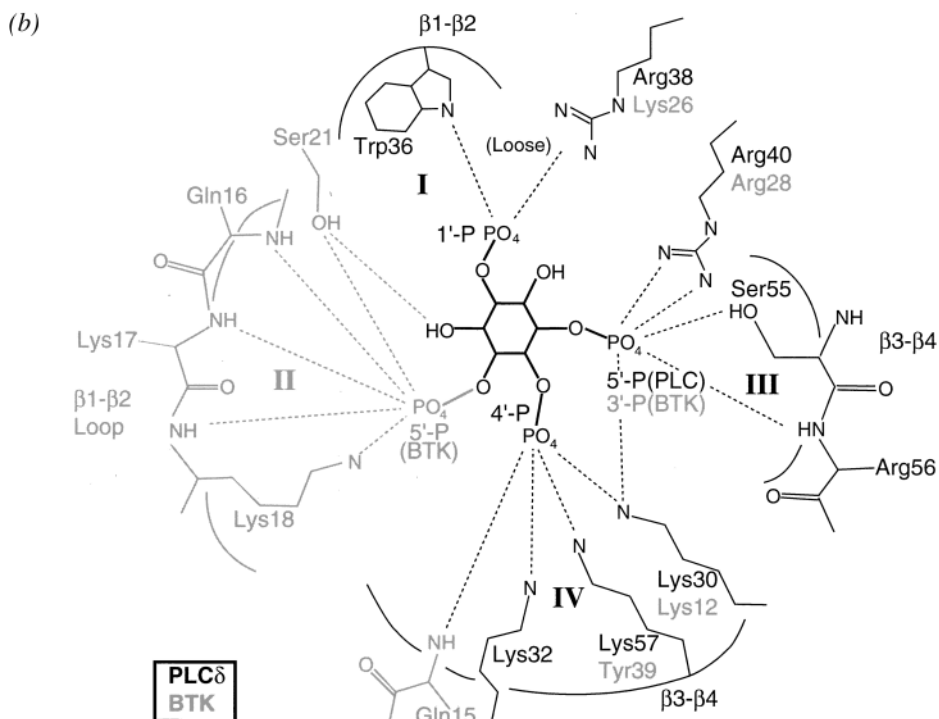 (b)
β1-β2
Trp36
I
(Loose)
N
N
N
N
Arg38
Lys26
Arg40
Arg28
N
N
N
Ser21
OH
Gln16
NH
O
NH
Lys17
O
II
β1-β2
Loop
NH
N
Lys18
1'-P PO4
O
OH
HO
O
PO4
O
PO4
5'-P
(BTK)
O
4'-P
PO4
5'-P(PLC)
3'-P(BTK)
III
Ser55
HO
NH
β3-β4
O
HN
Arg56
O
N
Lys30
Lys12
N
IV
N
Lys57
Tyr39
Lys32
β3-β4
NH
O
Gln15
PLCδ
BTK